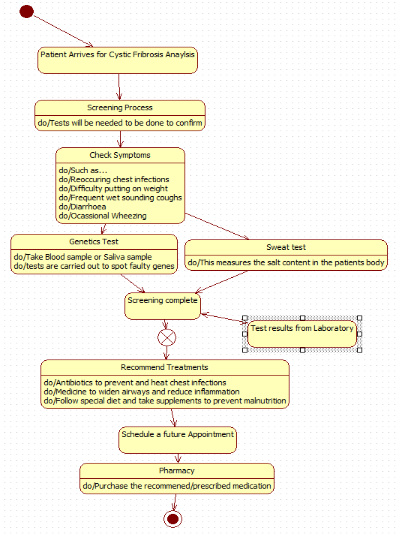 Patient Arrives for Cystic Fibrosis Anaylsis
Screening Process
do/Tests will be needed to be done to confirm
Check Symptoms
do/Such as...
do/Reoccuring chest infections
do/Difficulty putting on weight
do/Frequent wet sounding coughs
do/Diarrhoea
do/Ocassional Wheezing
Genetics Test
do/Take Blood sample or Saliva sample
do/tests are carried out to spot faulty genes
Sweat test
do/This measures the salt content in the patients body
Screening complete
Test results from Laboratory
Recommend Treatments
do/Antibiotics to prevent and heat chest infections
do/Medicine to widen airways and reduce inflammation
do/Follow special diet and take supplements to prevent malnutrition
Schedule a future Appointment
Pharmacy
do/Purchase the recommened/prescribed medication